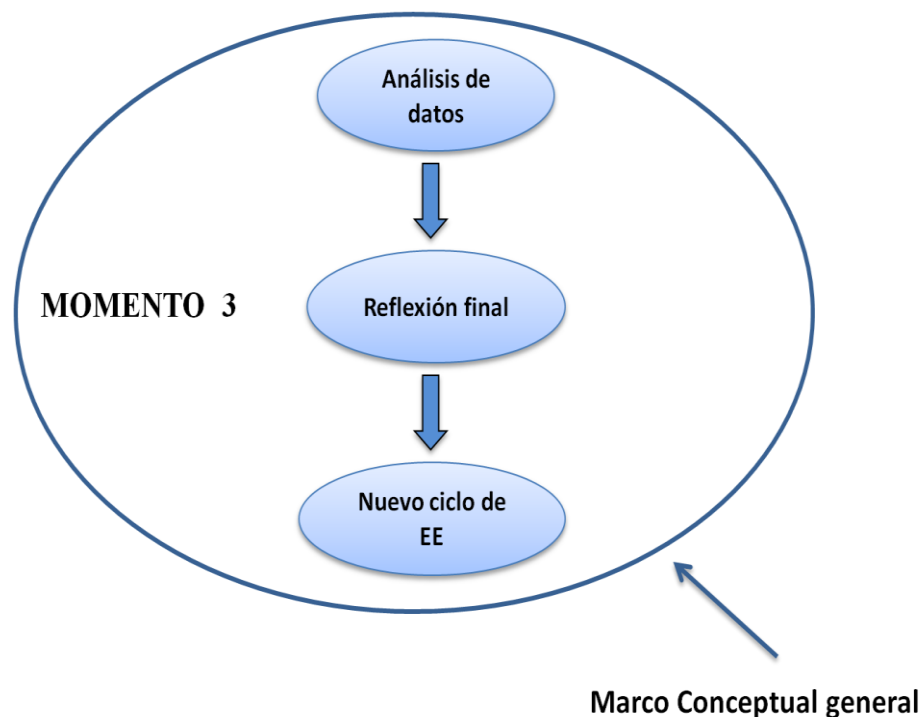 Análisis de
datos
MOMENTO 3
Reflexión final
Nuevo ciclo de
EE
Marco Conceptual general